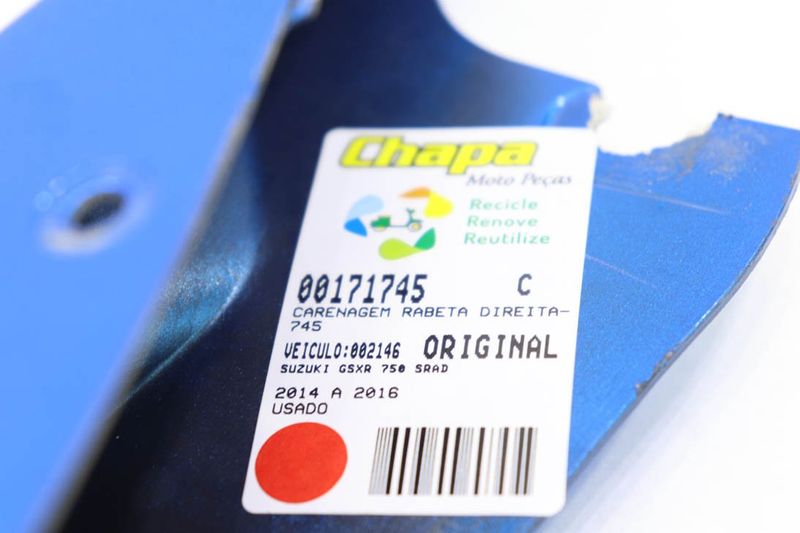 Chapa
Moto Peças
Recicle
Renove
Reutilize
00171745 C
CARENAGEM RABETA DIREITA-
745
VEICULO:002146 ORIGINAL
SUZUKI GSXR 750 SRAD
2014 A 2016
USADO